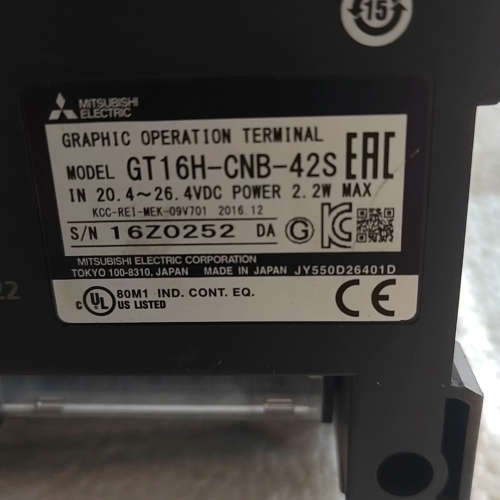 15
MITSUBISHI
ELECTRIC
GRAPHIC OPERATION TERMINAL
MODEL GT16H-CNB-42S EAC
IN 20.4~26.4VDC POWER 2.2W MAX
KCC-REI-MEK-09V701 2016.12
S/N 16Z0252 DA G
MITSUBISHI ELECTRIC CORPORATION
TOKYO 100-8310, JAPAN MADE IN JAPAN JY550D26401D
22
c UL 80M1 IND. CONT. EQ.
US LISTED
CE